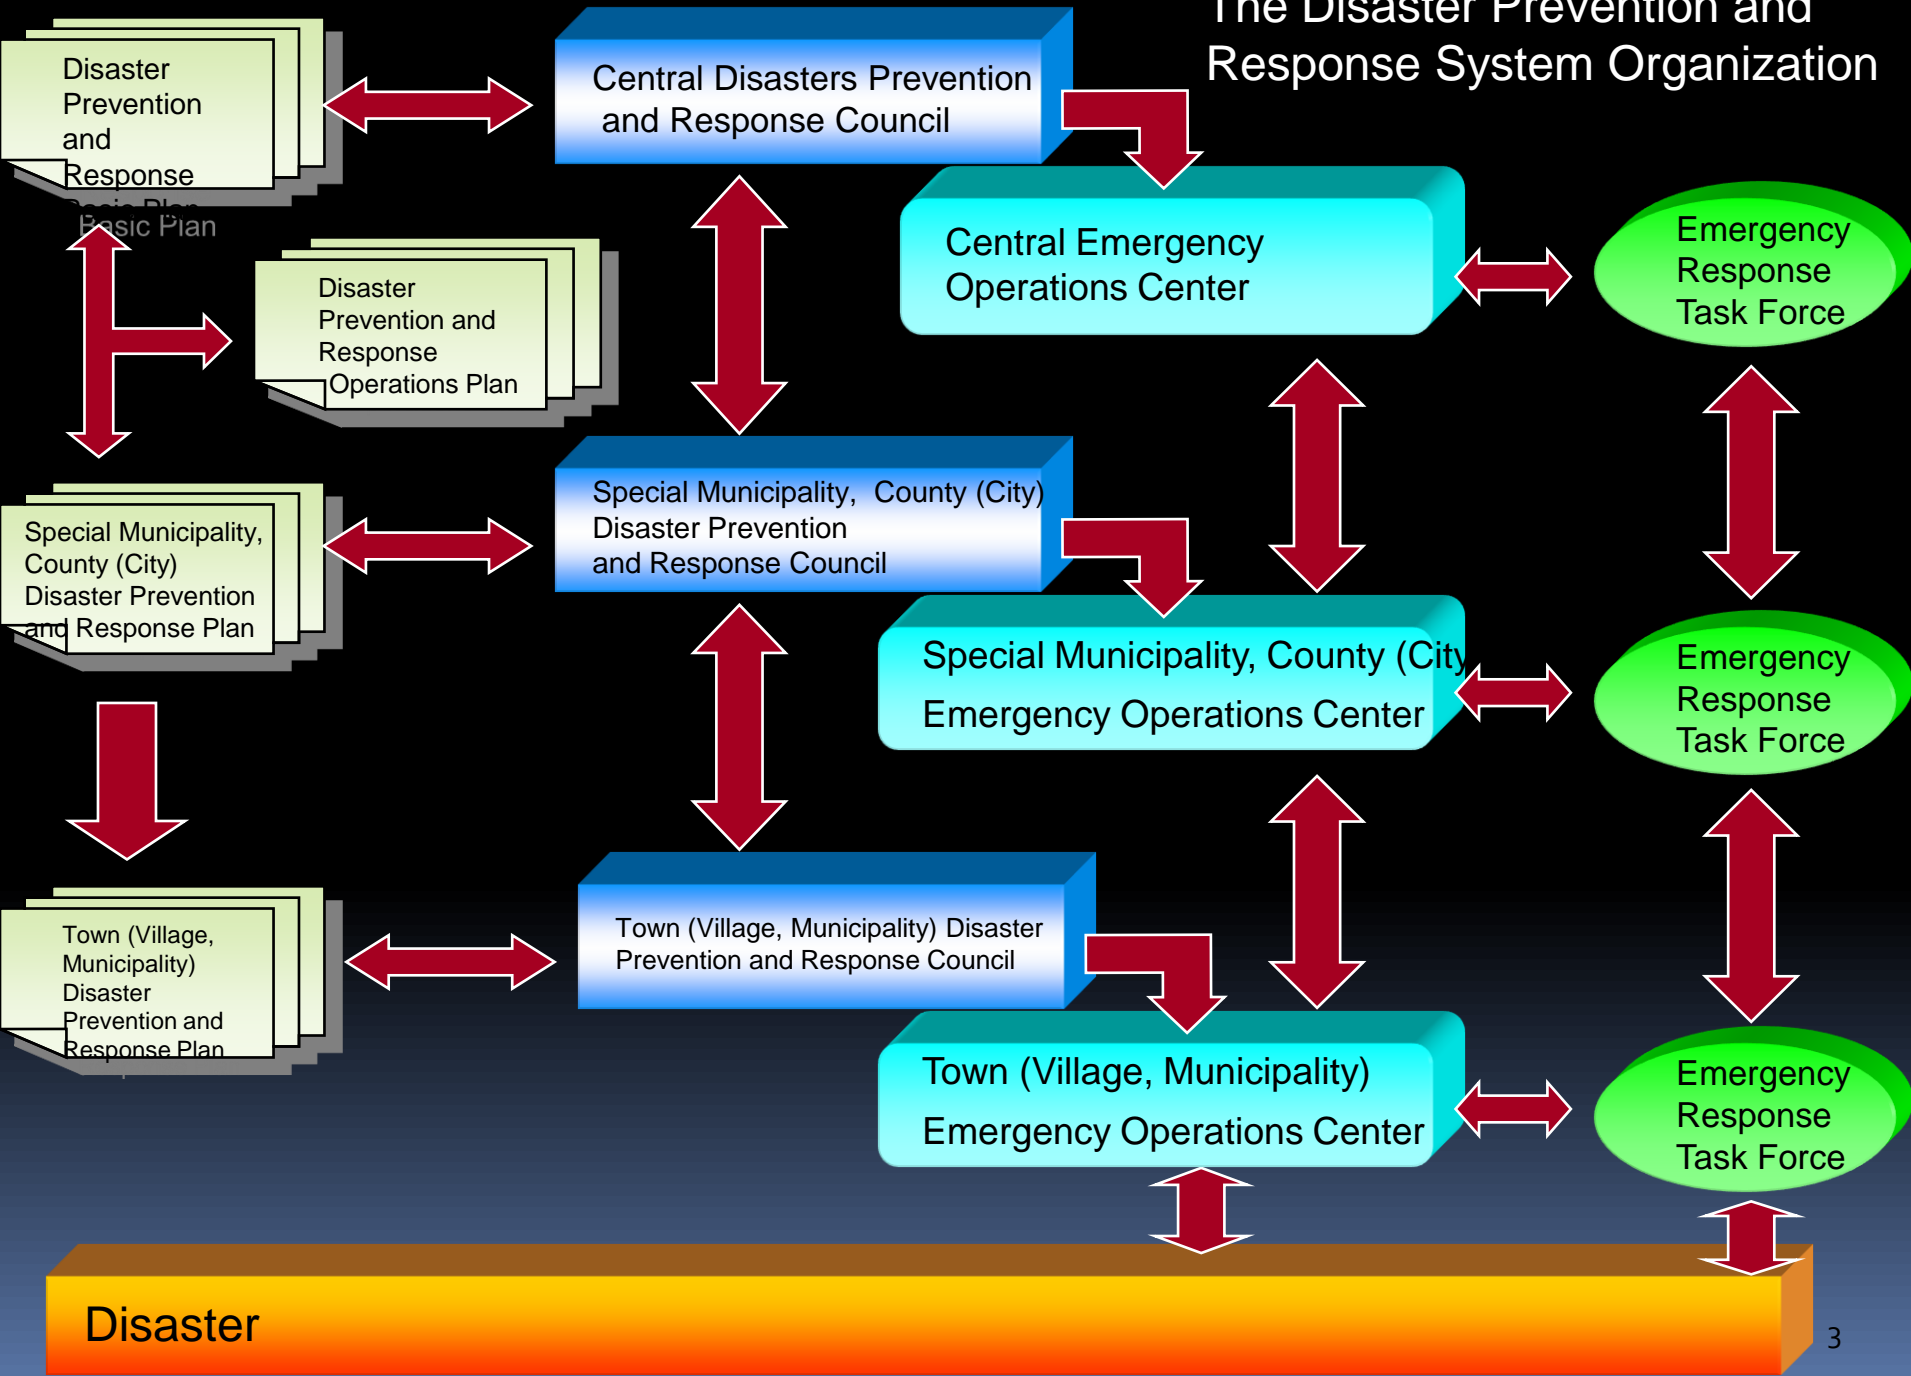 The Disaster Prevention and
Response System Organization
Disaster
Prevention
and
Response
Basic Plan
Central Disasters Prevention
and Response Council
Central Emergency
Operations Center
Emergency
Response
Task Force
Disaster
Prevention and
Response
Operations Plan
Special Municipality,
County (City)
Disaster Prevention
and Response Plan
Special Municipality, County (City)
Disaster Prevention
and Response Council
Special Municipality, County (City
Emergency Operations Center
Emergency
Response
Task Force
Town (Village,
Municipality)
Disaster
Prevention and
Response Plan
Town (Village, Municipality) Disaster
Prevention and Response Council
Town (Village, Municipality)
Emergency Operations Center
Emergency
Response
Task Force
Disaster
3